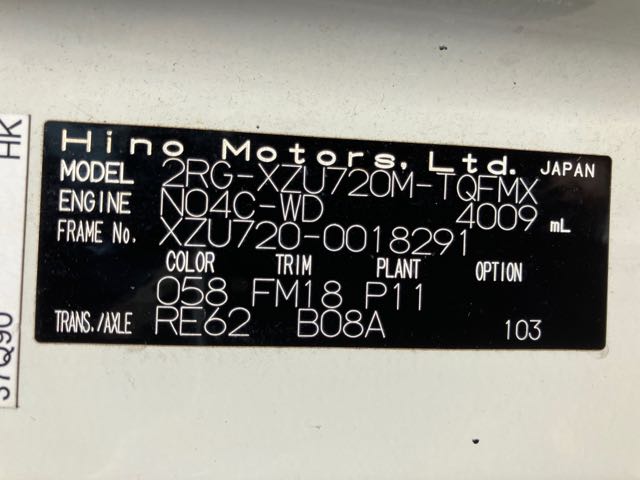 Hino Motors, Ltd. JAPAN
MODEL 2RG-XZU720M-TQFMX
ENGINE N04C-WD 4009 mL
FRAME No. XZU720-0018291
COLOR TRIM PLANT OPTION
058 FM18 P11
TRANS./AXLE RE62 B08A 103
HK